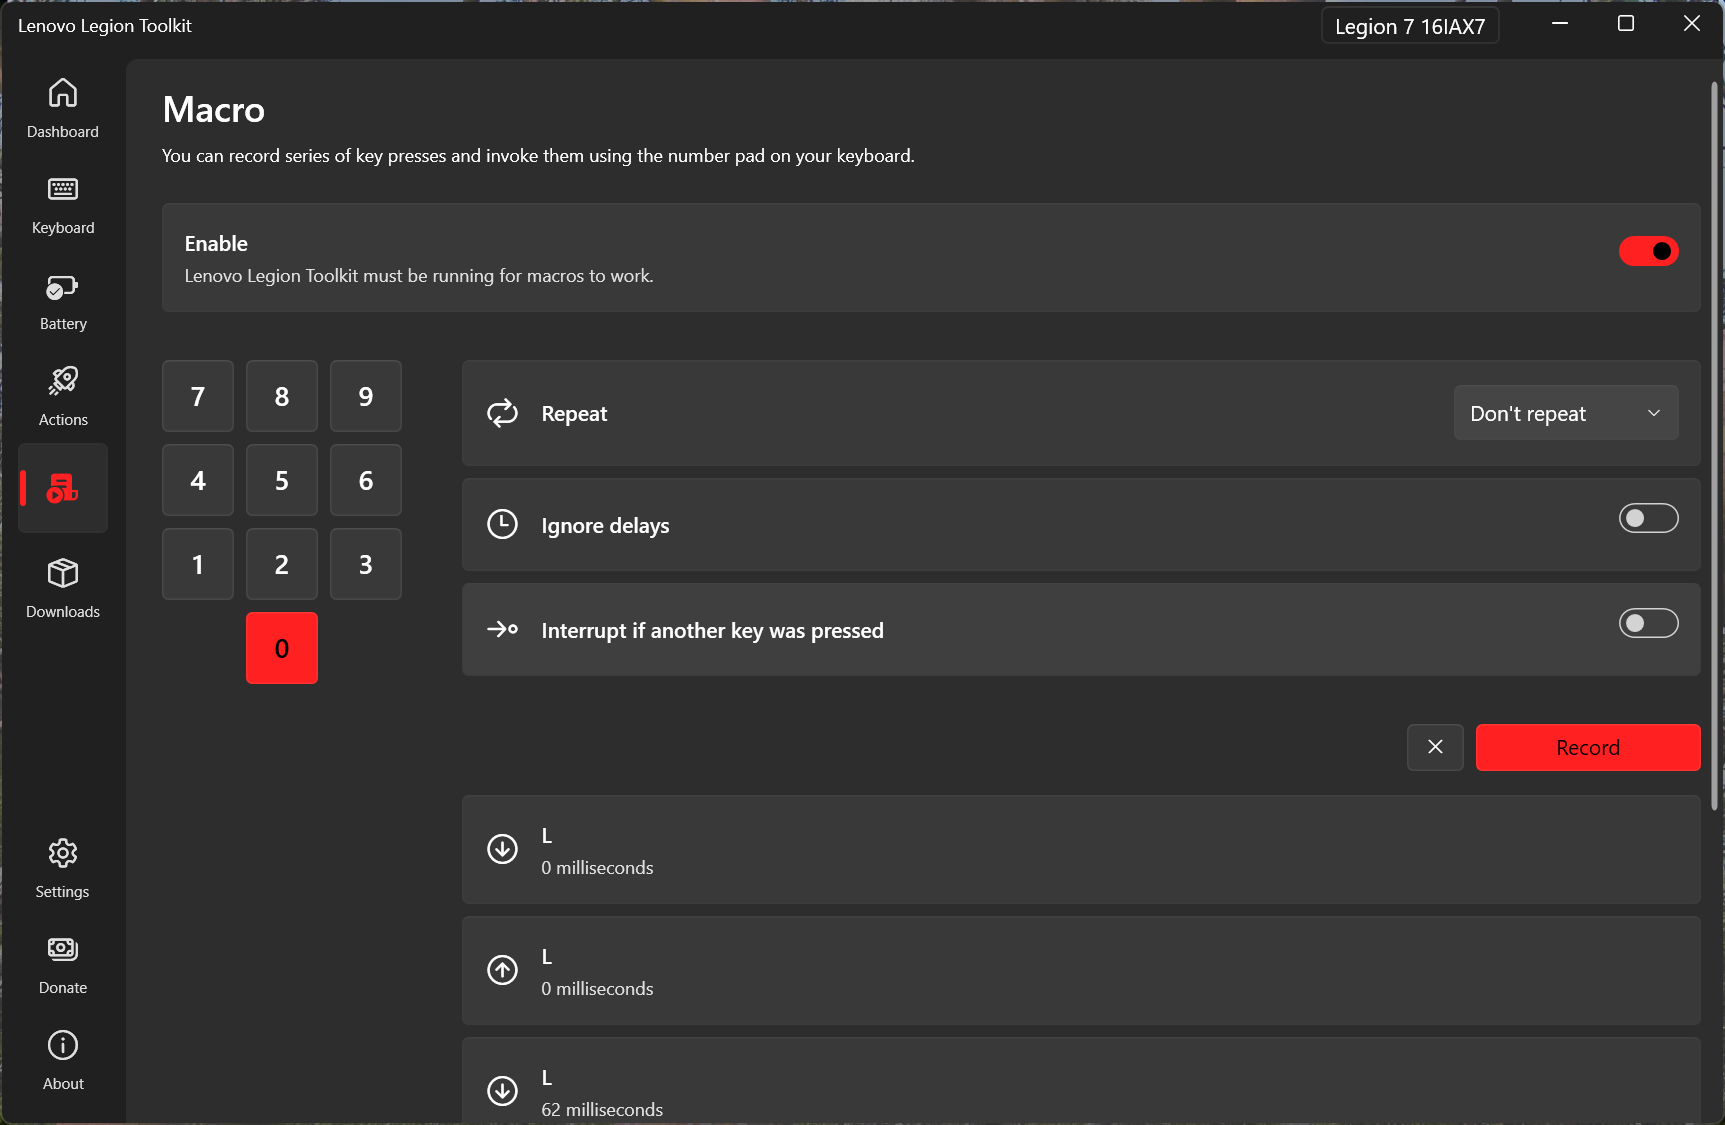 Lenovo Legion Toolkit
Legion 7 16IAX7
Dashboard
Keyboard
Battery
Actions
Downloads
Settings
Donate
About
Macro
You can record series of key presses and invoke them using the number pad on your keyboard.
Enable
Lenovo Legion Toolkit must be running for macros to work.
7 8 9
4 5 6
1 2 3
0
Repeat
Don't repeat
Ignore delays
Interrupt if another key was pressed
Record
L
0 milliseconds
L
0 milliseconds
L
62 milliseconds